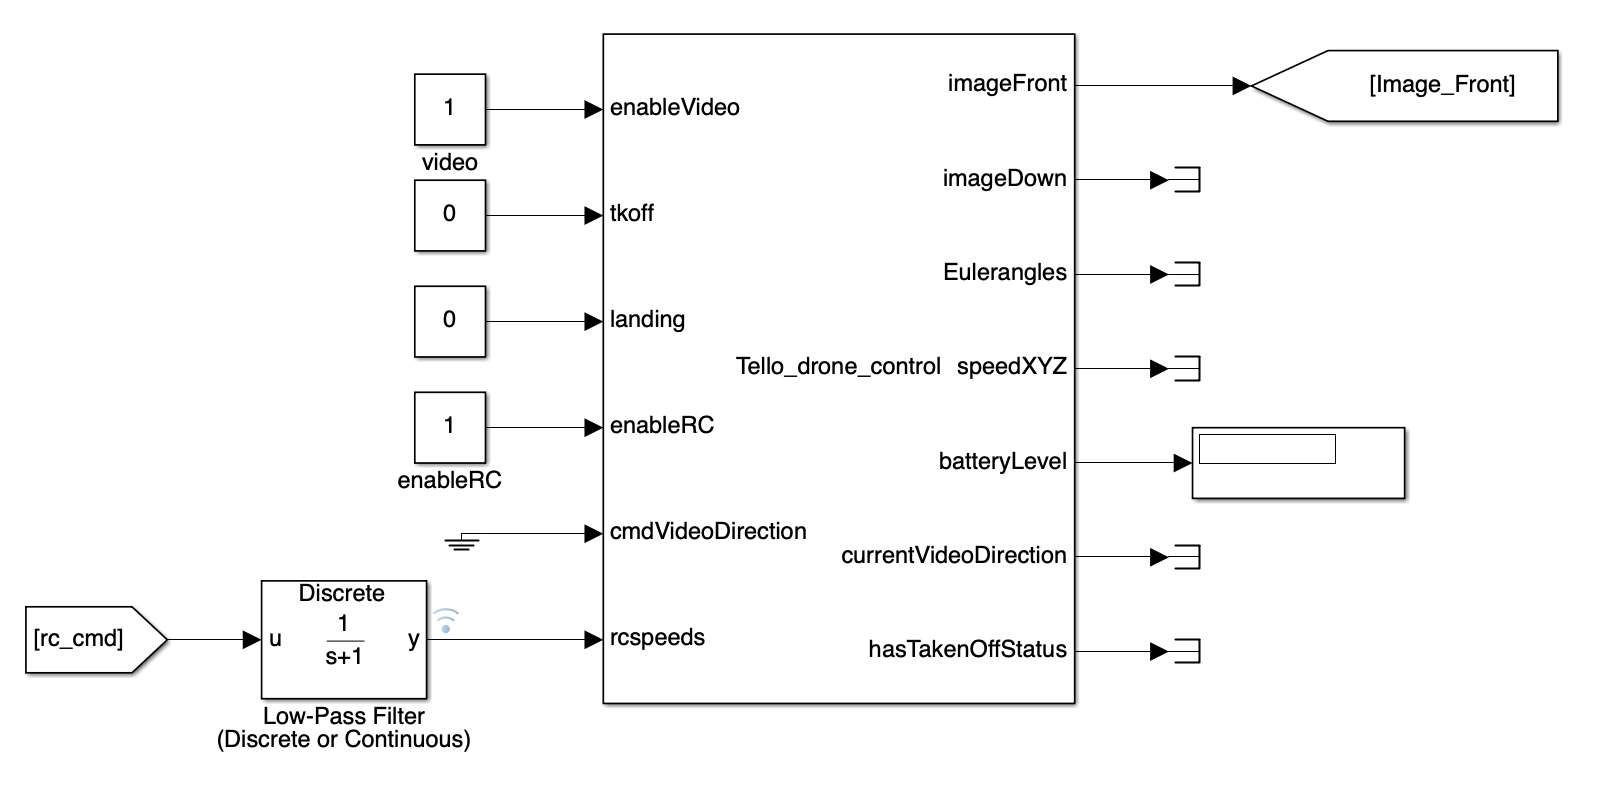 1
video
0
0
1
enableRC
[rc_cmd]
Discrete
u
1
s+1
y
Low-Pass Filter
(Discrete or Continuous)
enableVideo
tkoff
landing
enableRC
cmdVideoDirection
rcspeeds
Tello_drone_control
imageFront
imageDown
Eulerangles
speedXYZ
batteryLevel
currentVideoDirection
hasTakenOffStatus
[Image_Front]